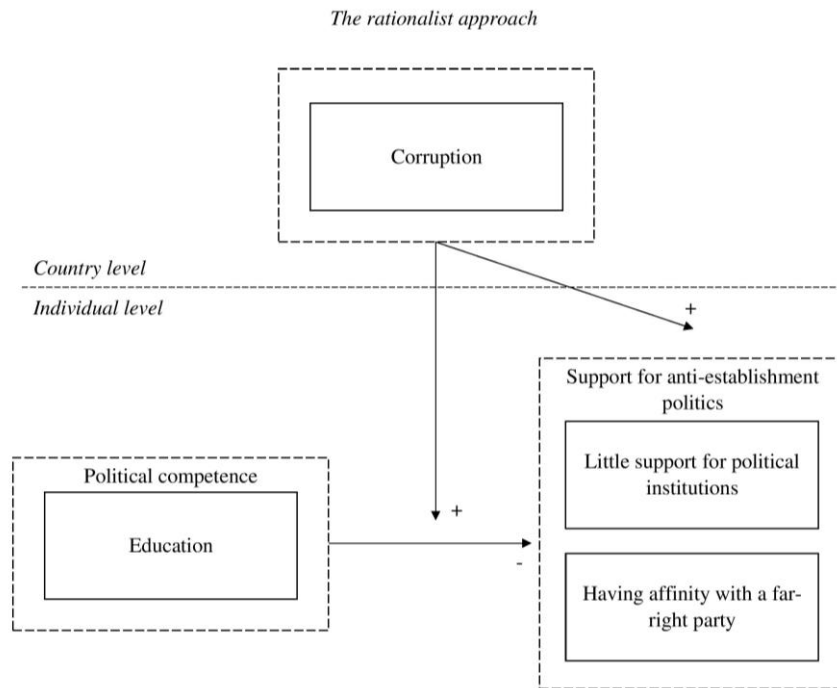 The rationalist approach
Corruption
Country level
Individual level
+
Support for anti-establishment
politics
Little support for political
institutions
Political competence
Education
+
-
Having affinity with a far-
right party